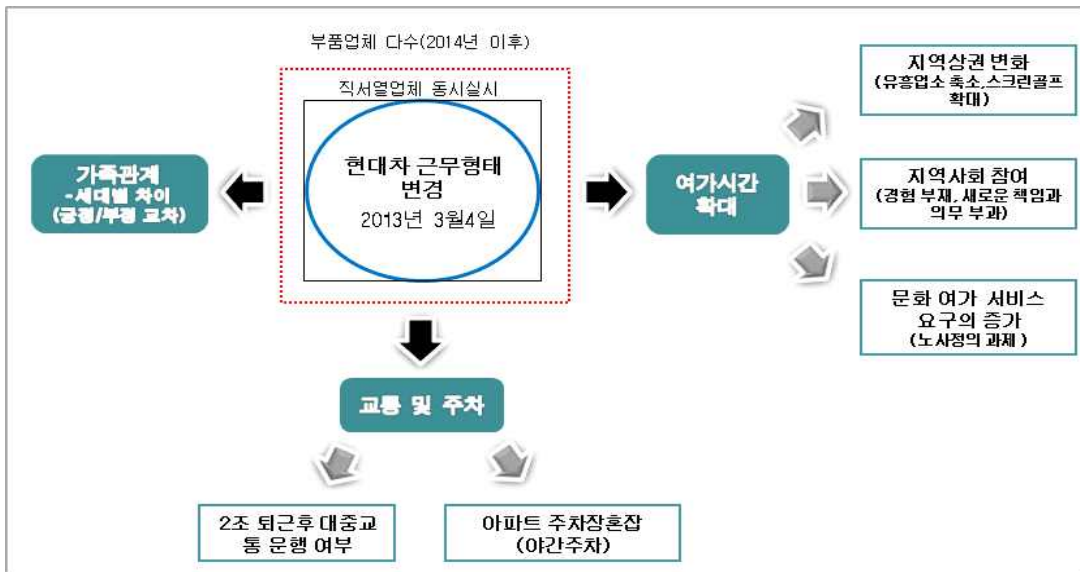 부품업체 다수(2014년 이후)
직서열업체 동시실시
현대차 근무형태
변경
2013년 3월4일
가족관계
-세대별 차이
(긍정/부정 교차)
여가시간
확대
지역상권 변화
(유흥업소 축소,스크린골프
확대)
지역사회 참여
(경험 부재, 새로운 책임과
의무 부과)
문화 여가 서비스
요구의 증가
(노사정의 과제 )
교통 및 주차
2조 퇴근후 대중교
통 운행 여부
아파트 주차장혼잡
(야간주차)